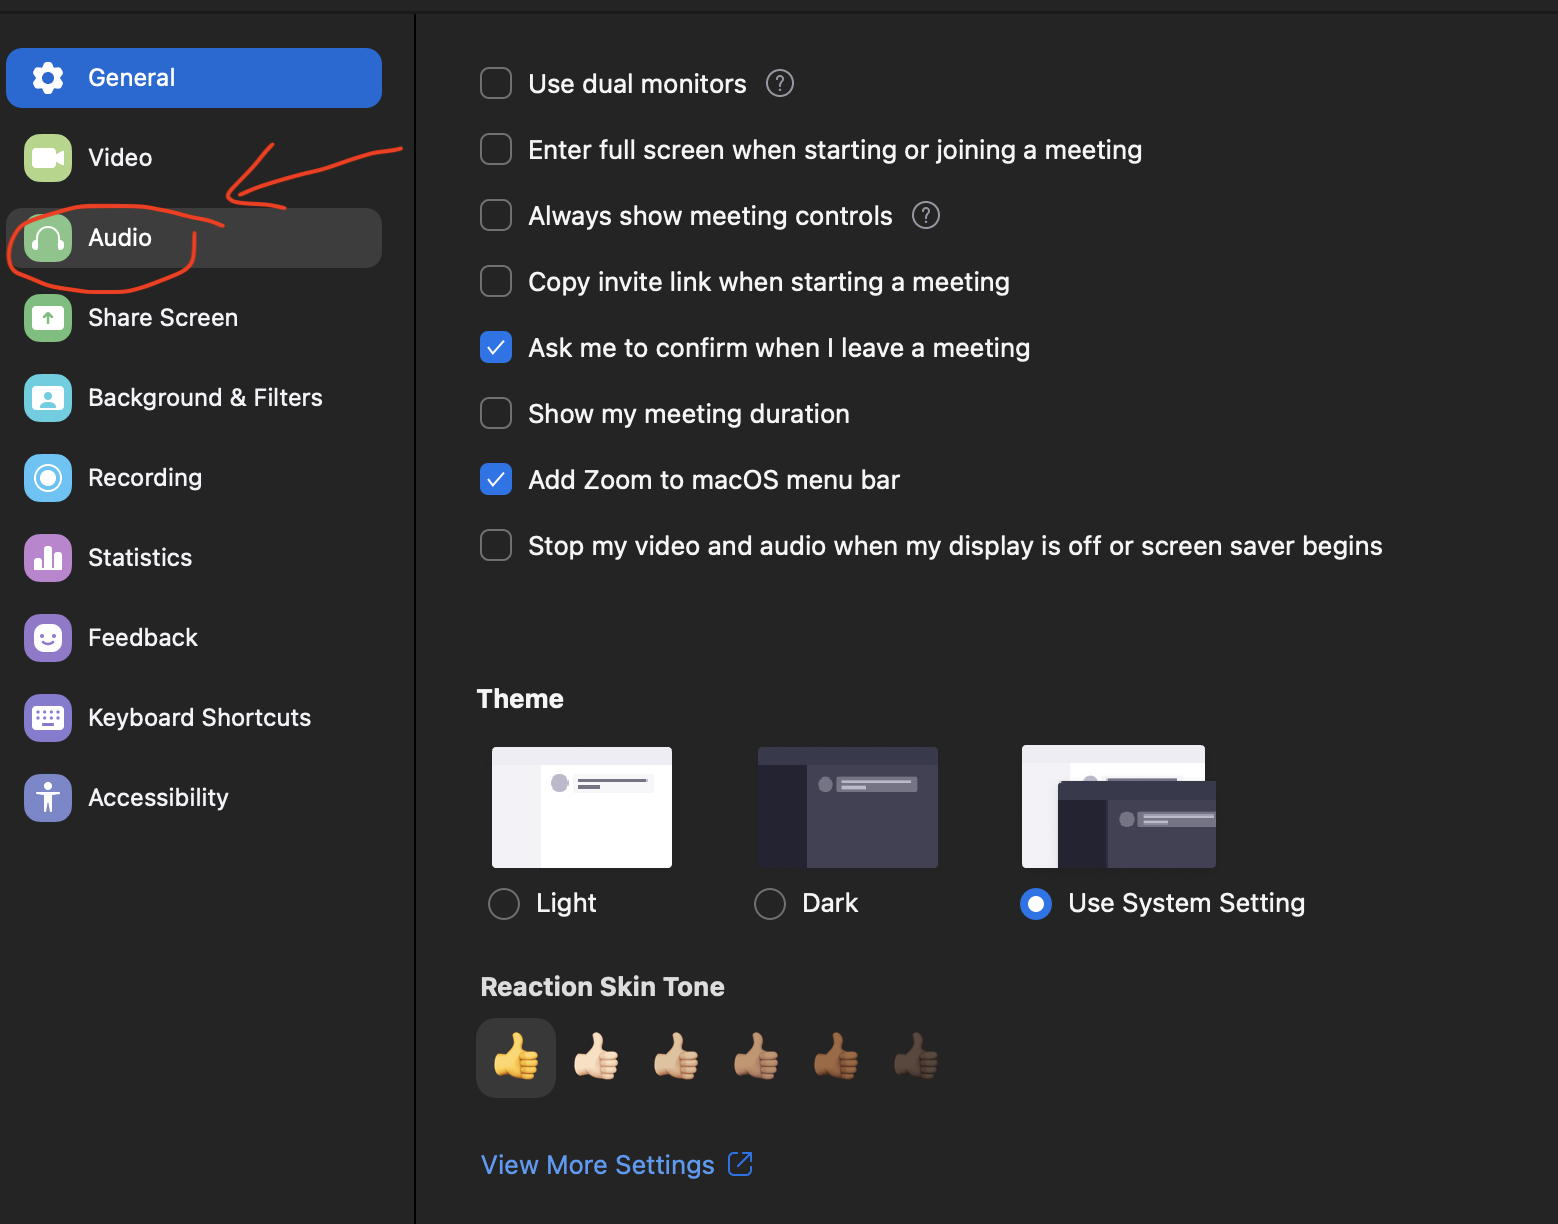 General
Video
Audio
Share Screen
Background & Filters
Recording
Statistics
Feedback
Keyboard Shortcuts
Accessibility
Use dual monitors ?
Enter full screen when starting or joining a meeting
Always show meeting controls ?
Copy invite link when starting a meeting
Ask me to confirm when I leave a meeting
Show my meeting duration
Add Zoom to macOS menu bar
Stop my video and audio when my display is off or screen saver begins
Theme
Light
Dark
Use System Setting
Reaction Skin Tone
View More Settings